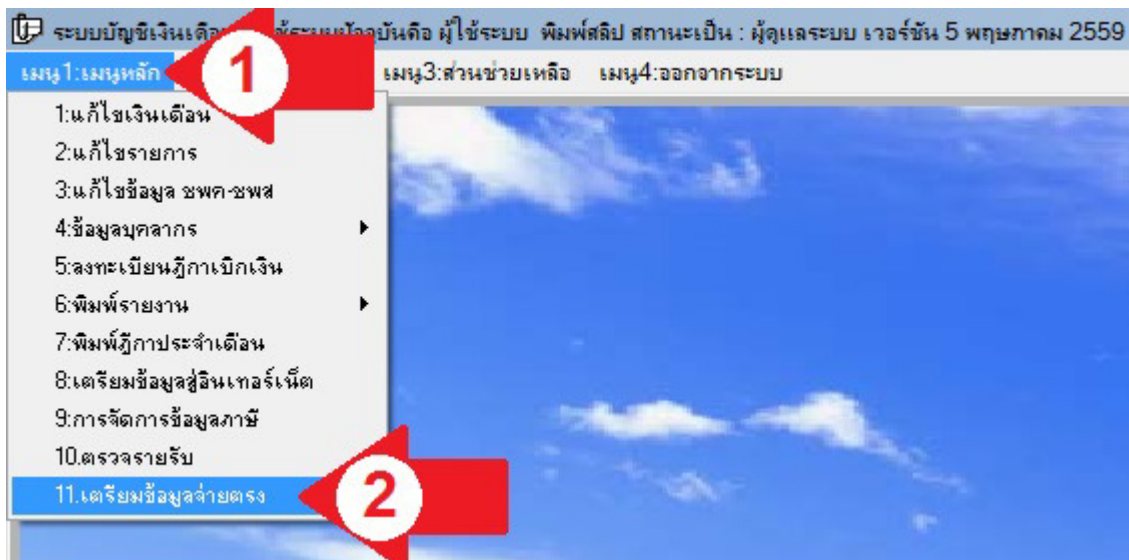 ระบบบัญชีเงินเดือ ใช้ระบบปัจจุบันคือ ผู้ใช้ระบบ พิมพ์สลิป สถานะเป็น : ผู้ดูแลระบบ เวอร์ชัน 5 พฤษภาคม 2559
เมนู1:เมนูหลัก 1 เมนู3:ส่วนช่วยเหลือ เมนู4:ออกจากระบบ
1:แก้ไขเงินเดือน
2:แก้ไขรายการ
3:แก้ไขข้อมูล ชพค-ชพส
4:ข้อมูลบุคลากร
5:ลงทะเบียนฎีกาเบิกเงิน
6:พิมพ์รายงาน
7:พิมพ์ฎีกาประจำเดือน
8:เตรียมข้อมูลสู่อินเทอร์เน็ต
9:การจัดการข้อมูลภาษี
10.ตรวจรายรับ
11.เตรียมข้อมูลจ่ายตรง 2